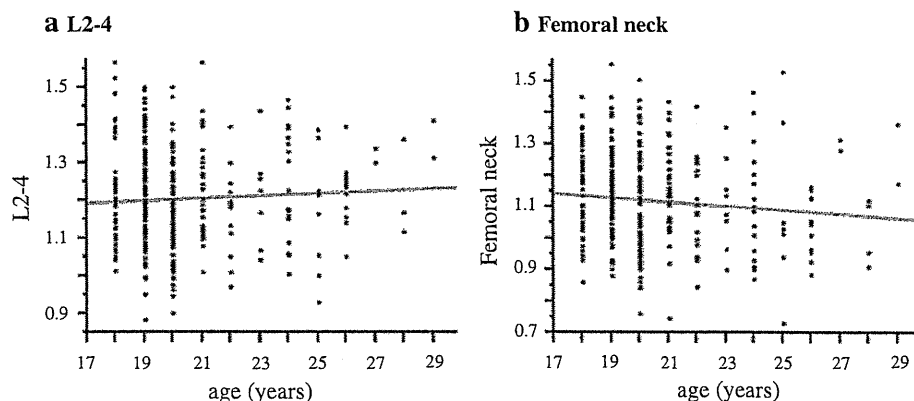 a L2-4
L2-4
1.5
1.3
1.1
0.9
17 19 21 23 25 27 29
age (years)
b Femoral neck
Femoral neck
1.5
1.3
1.1
0.9
0.7
17 19 21 23 25 27 29
age (years)